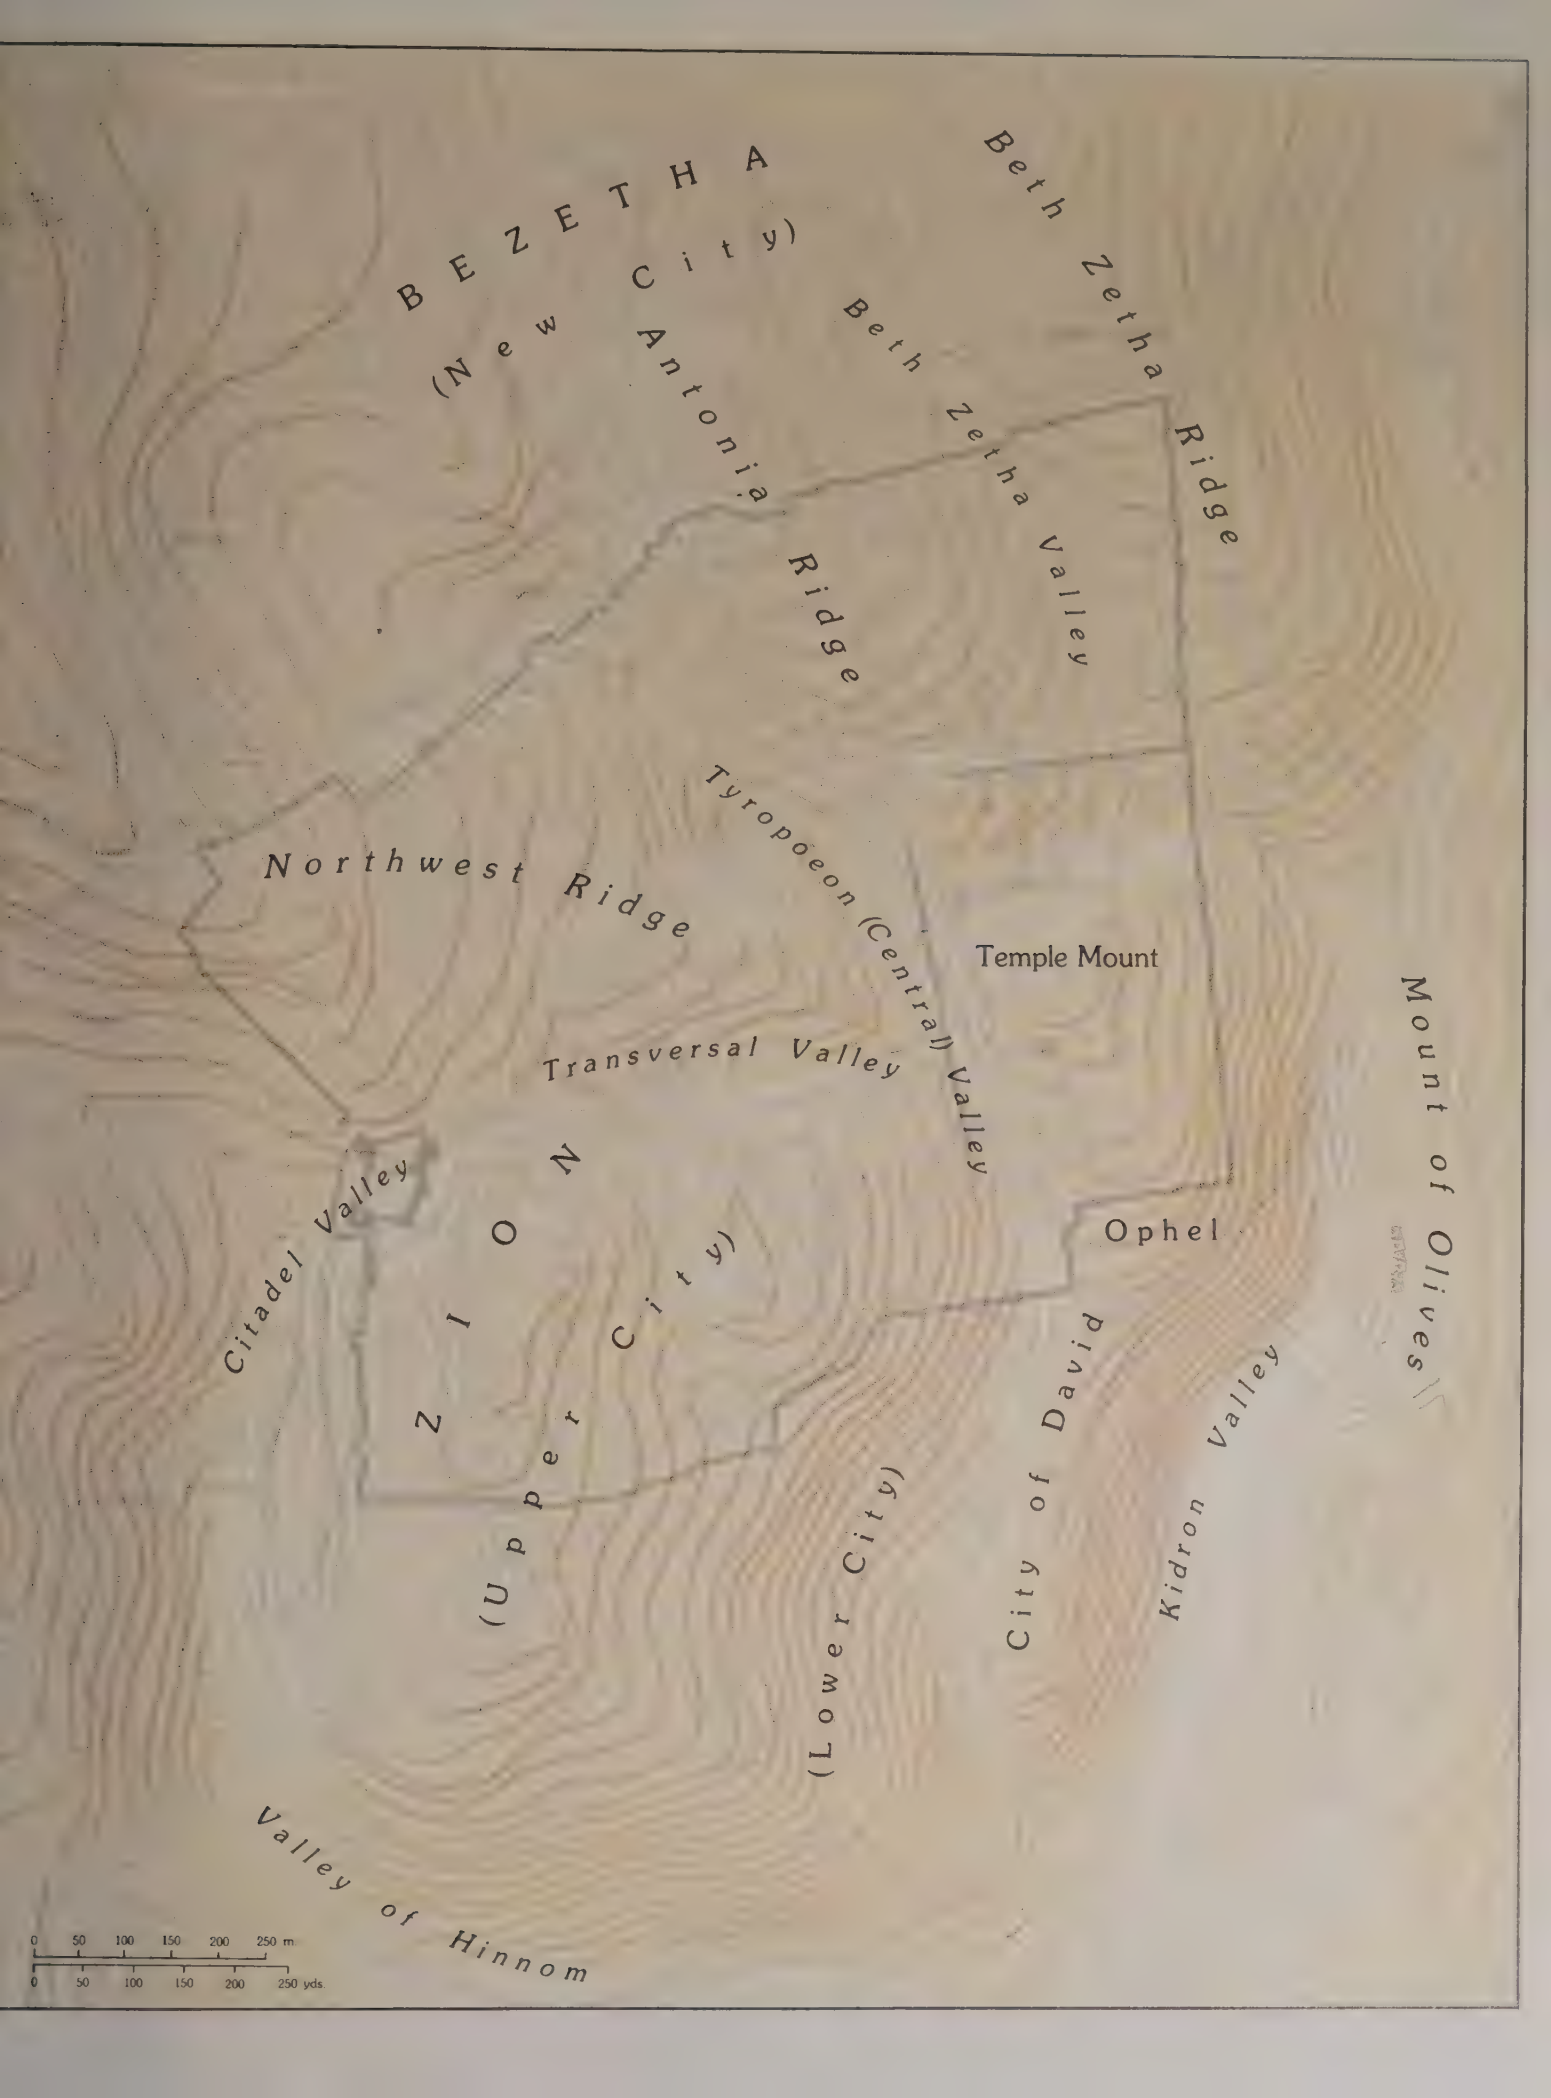 BEZETHA
(New City)
Beth Zetha Ridge
Beth Zetha Valley
Antonia Ridge
Northwest Ridge
Tyropoeon (Central) Valley
Temple Mount
Mount of Olives
Transversal Valley
ZION
(Upper City)
Citadel Valley
Ophel
City of David
Kidron Valley
(Lower City)
Valley of Hinnom
0 50 100 150 200 250 m.
0 50 100 150 200 250 yds.